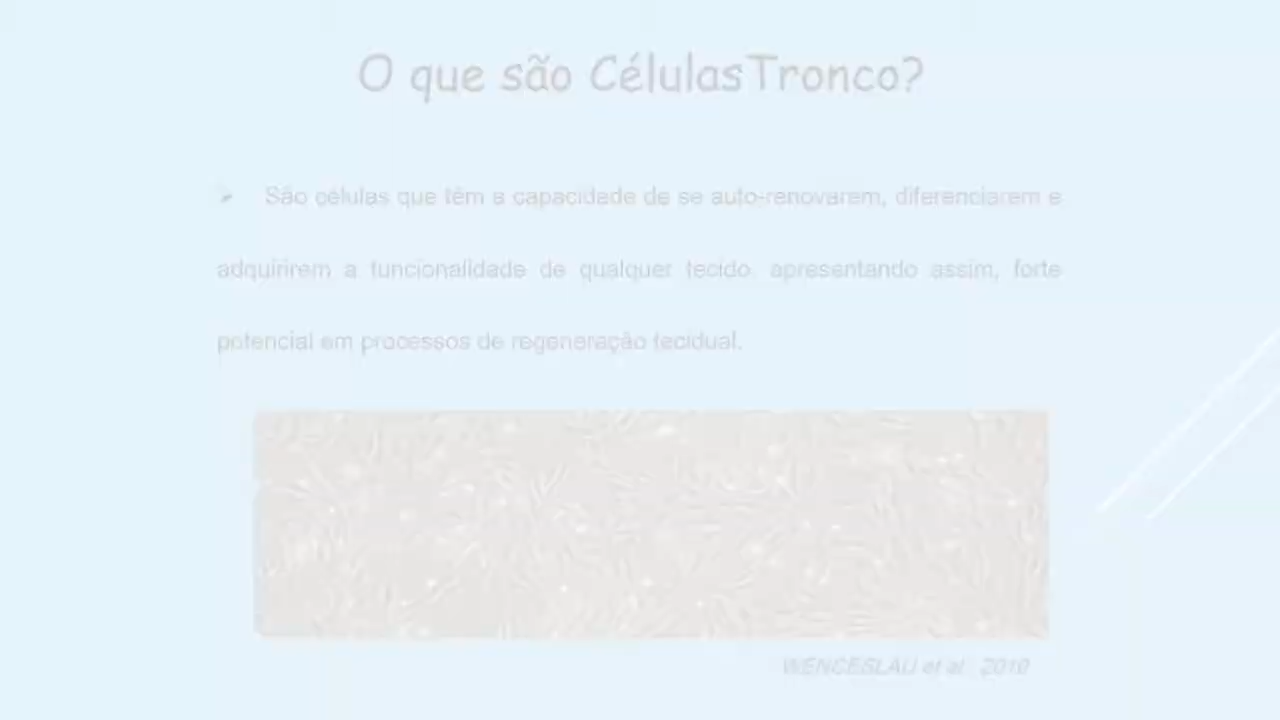 O que são CélulasTronco?
➤ São células que têm a capacidade de se auto-renovarem, diferenciarem e
adquirirem a funcionalidade de qualquer tecido, apresentando assim, forte
potencial em processos de regeneração tecidual.
WENCESLAU et al., 2010